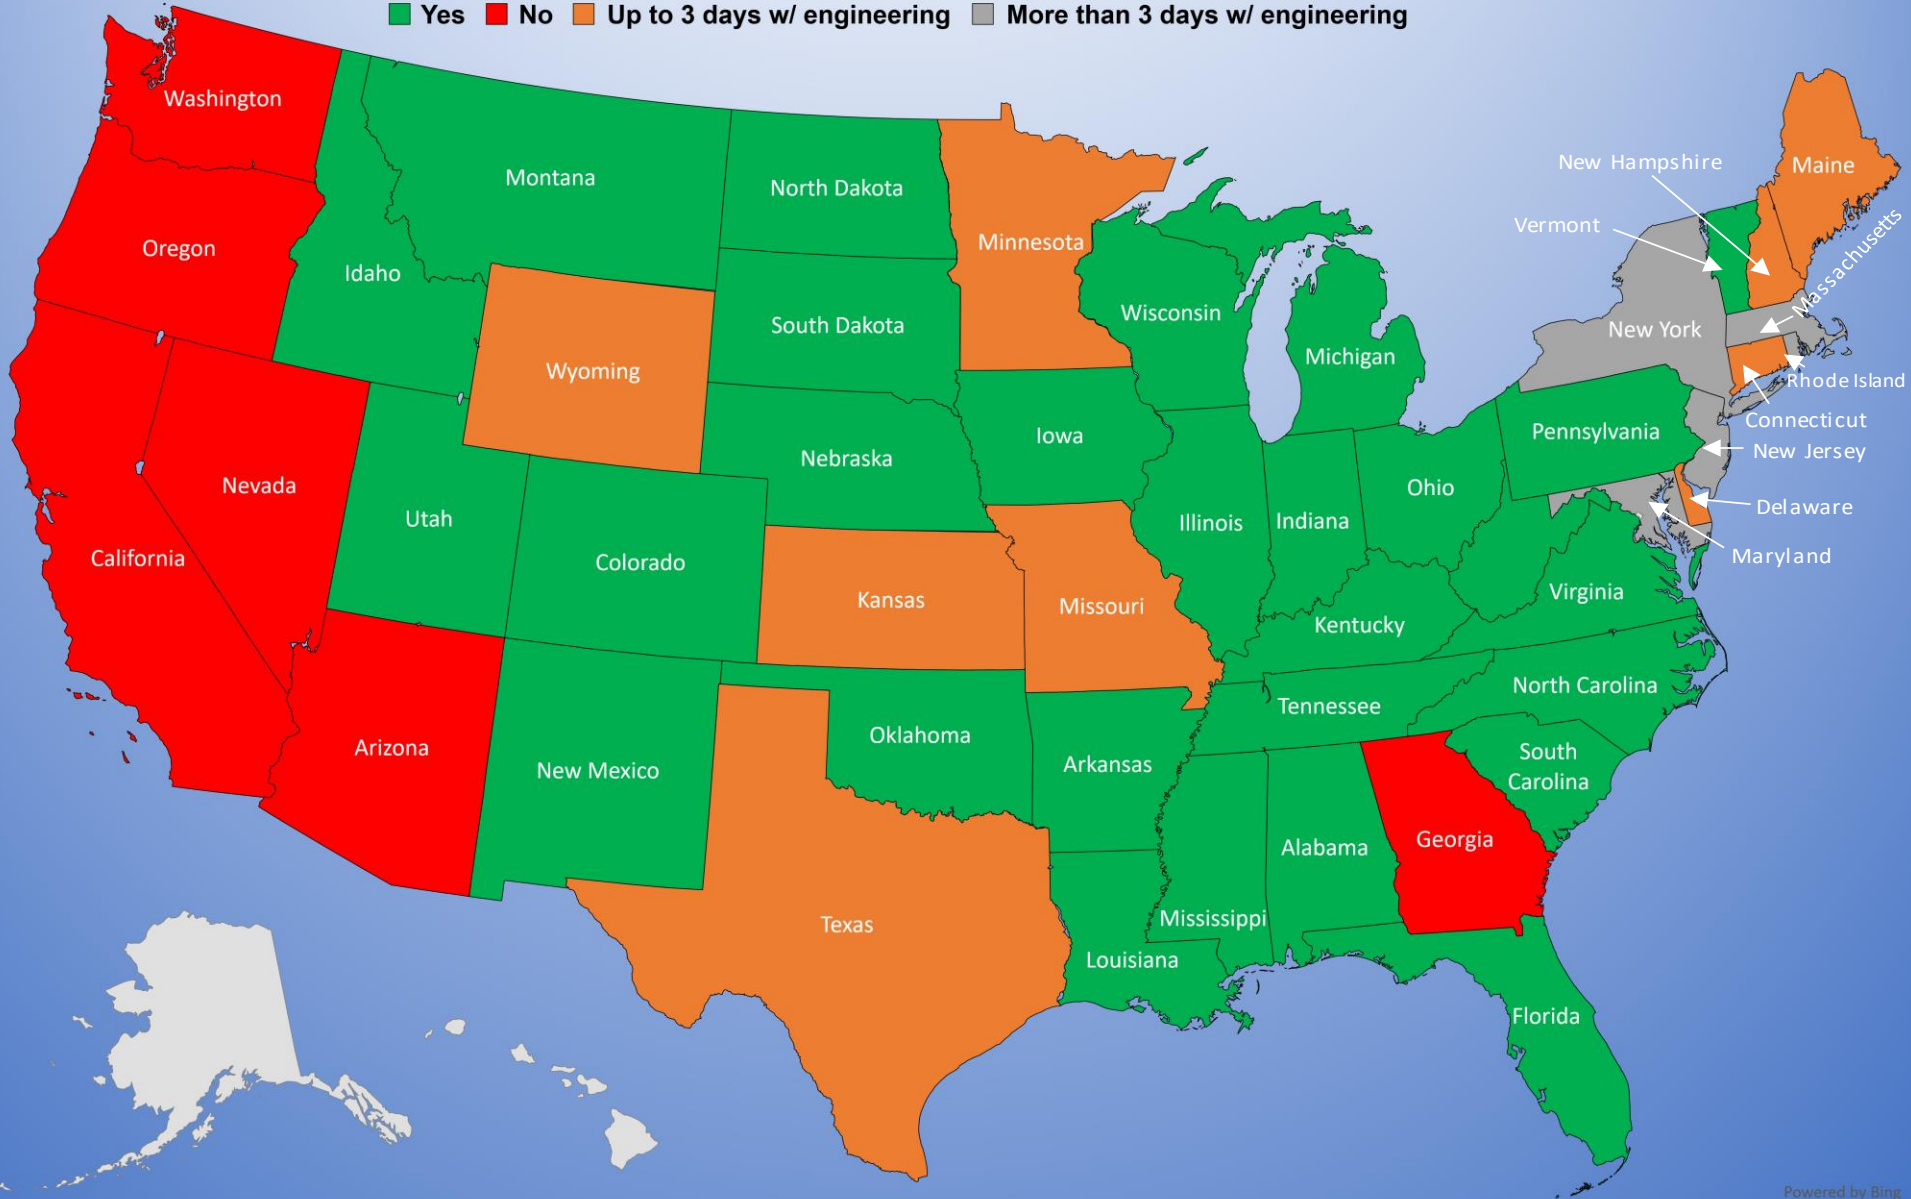 Yes No Up to 3 days w/ engineering More than 3 days w/ engineering
Washington
Montana
North Dakota
Minnesota
New Hampshire
Maine
Vermont
Massachusetts
Oregon
Idaho
South Dakota
Wisconsin
Michigan
New York
Wyoming
Rhode Island
Connecticut
New Jersey
Pennsylvania
Iowa
Nebraska
Nevada
Utah
Ohio
Illinois
Indiana
Delaware
Maryland
California
Colorado
Kansas
Missouri
Virginia
Kentucky
North Carolina
Tennessee
Arizona
New Mexico
Oklahoma
Arkansas
South
Carolina
Alabama
Georgia
Mississippi
Texas
Louisiana
Florida
Powered by Bing